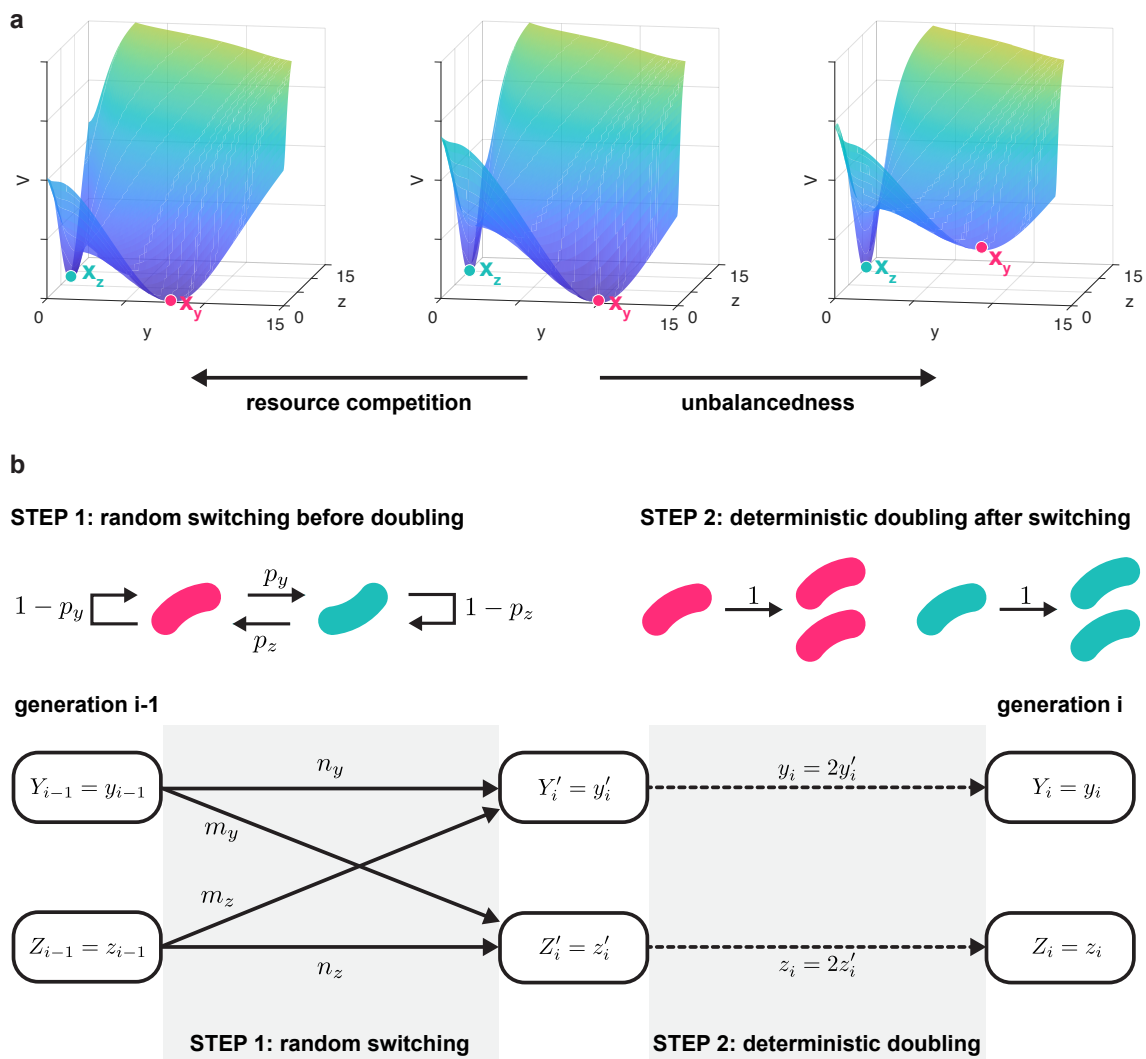 a
V
x_z
x_y
0
y
15
0
z
15
V
x_z
x_y
0
y
15
0
z
15
V
x_z
x_y
0
y
15
0
z
15
resource competition
unbalancedness
b
STEP 1: random switching before doubling
STEP 2: deterministic doubling after switching
1 − p_y
p_y
p_z
1 − p_z
1
1
generation i-1
generation i
Y_{i−1} = y_{i−1}
n_y
m_y
Y′_i = y′_i
y_i = 2y′_i
Y_i = y_i
Z_{i−1} = z_{i−1}
m_z
n_z
Z′_i = z′_i
z_i = 2z′_i
Z_i = z_i
STEP 1: random switching
STEP 2: deterministic doubling